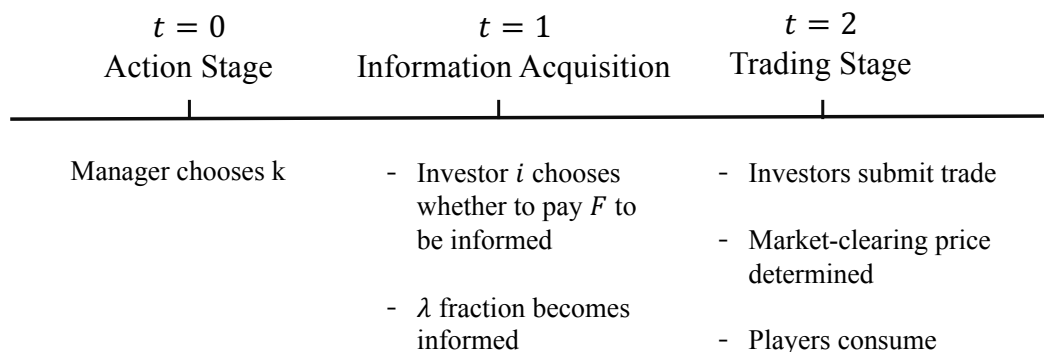 t = 0
Action Stage
t = 1
Information Acquisition
t = 2
Trading Stage
Manager chooses k
- Investor i chooses
whether to pay F to
be informed
- λ fraction becomes
informed
- Investors submit trade
- Market-clearing price
determined
- Players consume